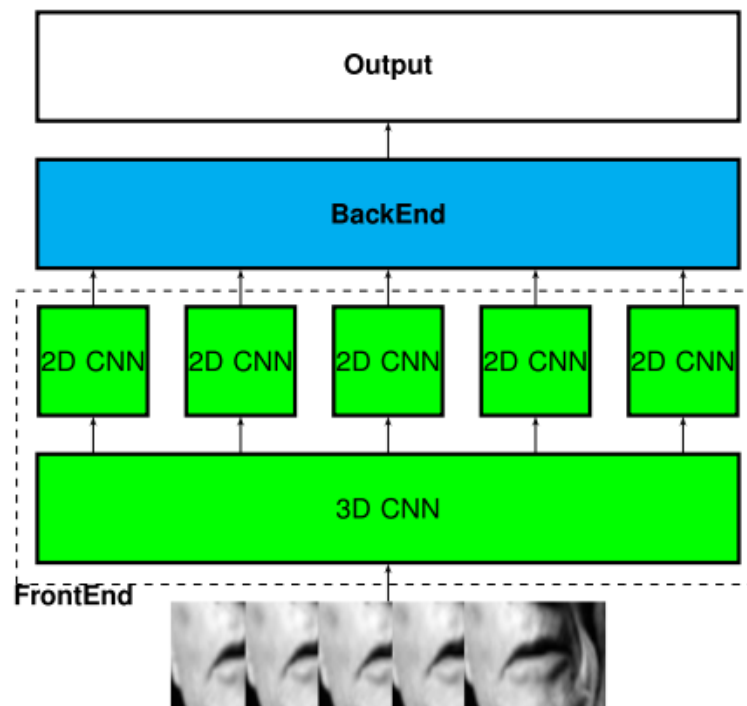 Output
BackEnd
2D CNN 2D CNN 2D CNN 2D CNN 2D CNN
3D CNN
FrontEnd